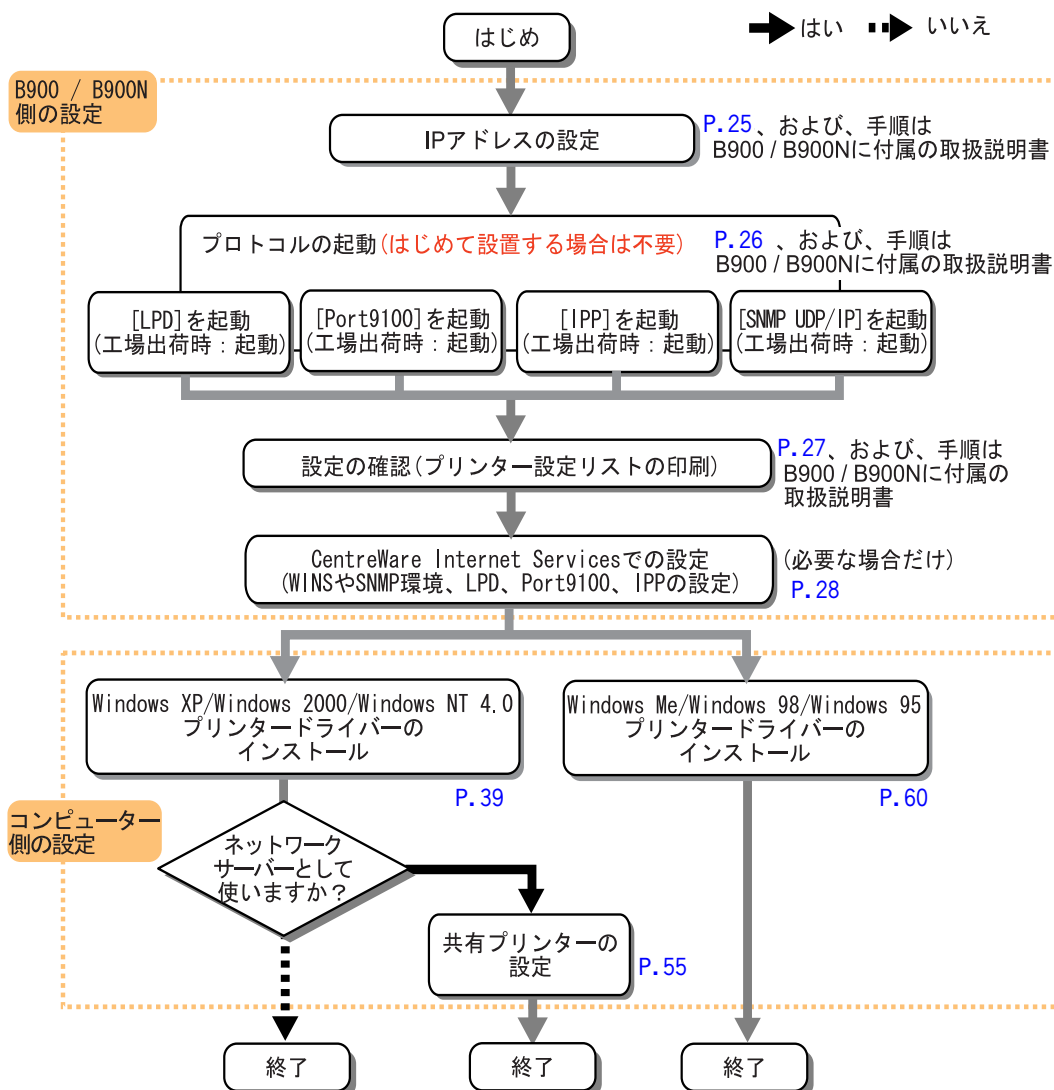 はじめ
はい
いいえ
B900 / B900N
側の設定
IPアドレスの設定
P.25、および、手順は
B900 / B900Nに付属の取扱説明書
プロトコルの起動(はじめて設置する場合は不要)
P.26 、および、手順は
B900 / B900Nに付属の取扱説明書
[LPD]を起動
(工場出荷時：起動)
[Port9100]を起動
(工場出荷時：起動)
[IPP]を起動
(工場出荷時：起動)
[SNMP UDP/IP]を起動
(工場出荷時：起動)
設定の確認(プリンター設定リストの印刷)
P.27、および、手順は
B900 / B900Nに付属の
取扱説明書
CentreWare Internet Servicesでの設定
(WINSやSNMP環境、LPD、Port9100、IPPの設定)
(必要な場合だけ)
P.28
Windows XP/Windows 2000/Windows NT 4.0
プリンタードライバーの
インストール
P.39
Windows Me/Windows 98/Windows 95
プリンタードライバーの
インストール
P.60
コンピューター
側の設定
ネットワーク
サーバーとして
使いますか？
共有プリンターの
設定
P.55
終了
終了
終了